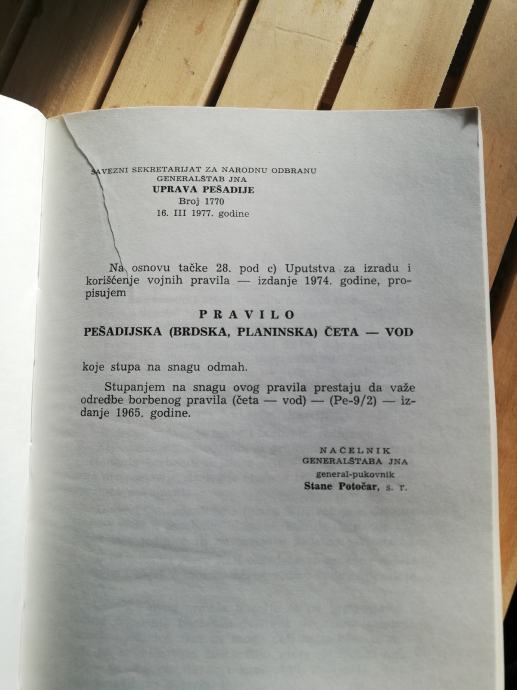 SAVEZNI SEKRETARIJAT ZA NARODNU ODBRANU
GENERALŠTAB JNA
UPRAVA PEŠADIJE
Broj 1770
16. III 1977. godine
Na osnovu tačke 28. pod c) Uputstva za izradu i
korišćenje vojnih pravila — izdanje 1974. godine, pro-
pisujem
PRAVILO
PEŠADIJSKA (BRDSKA, PLANINSKA) ČETA — VOD
koje stupa na snagu odmah.
Stupanjem na snagu ovog pravila prestaju da važe
odredbe borbenog pravila (četa — vod) — (Pe-9/2) — iz-
danje 1965. godine.
NAČELNIK
GENERALŠTABA JNA
general-pukovnik
Stane Potočar, s. r.